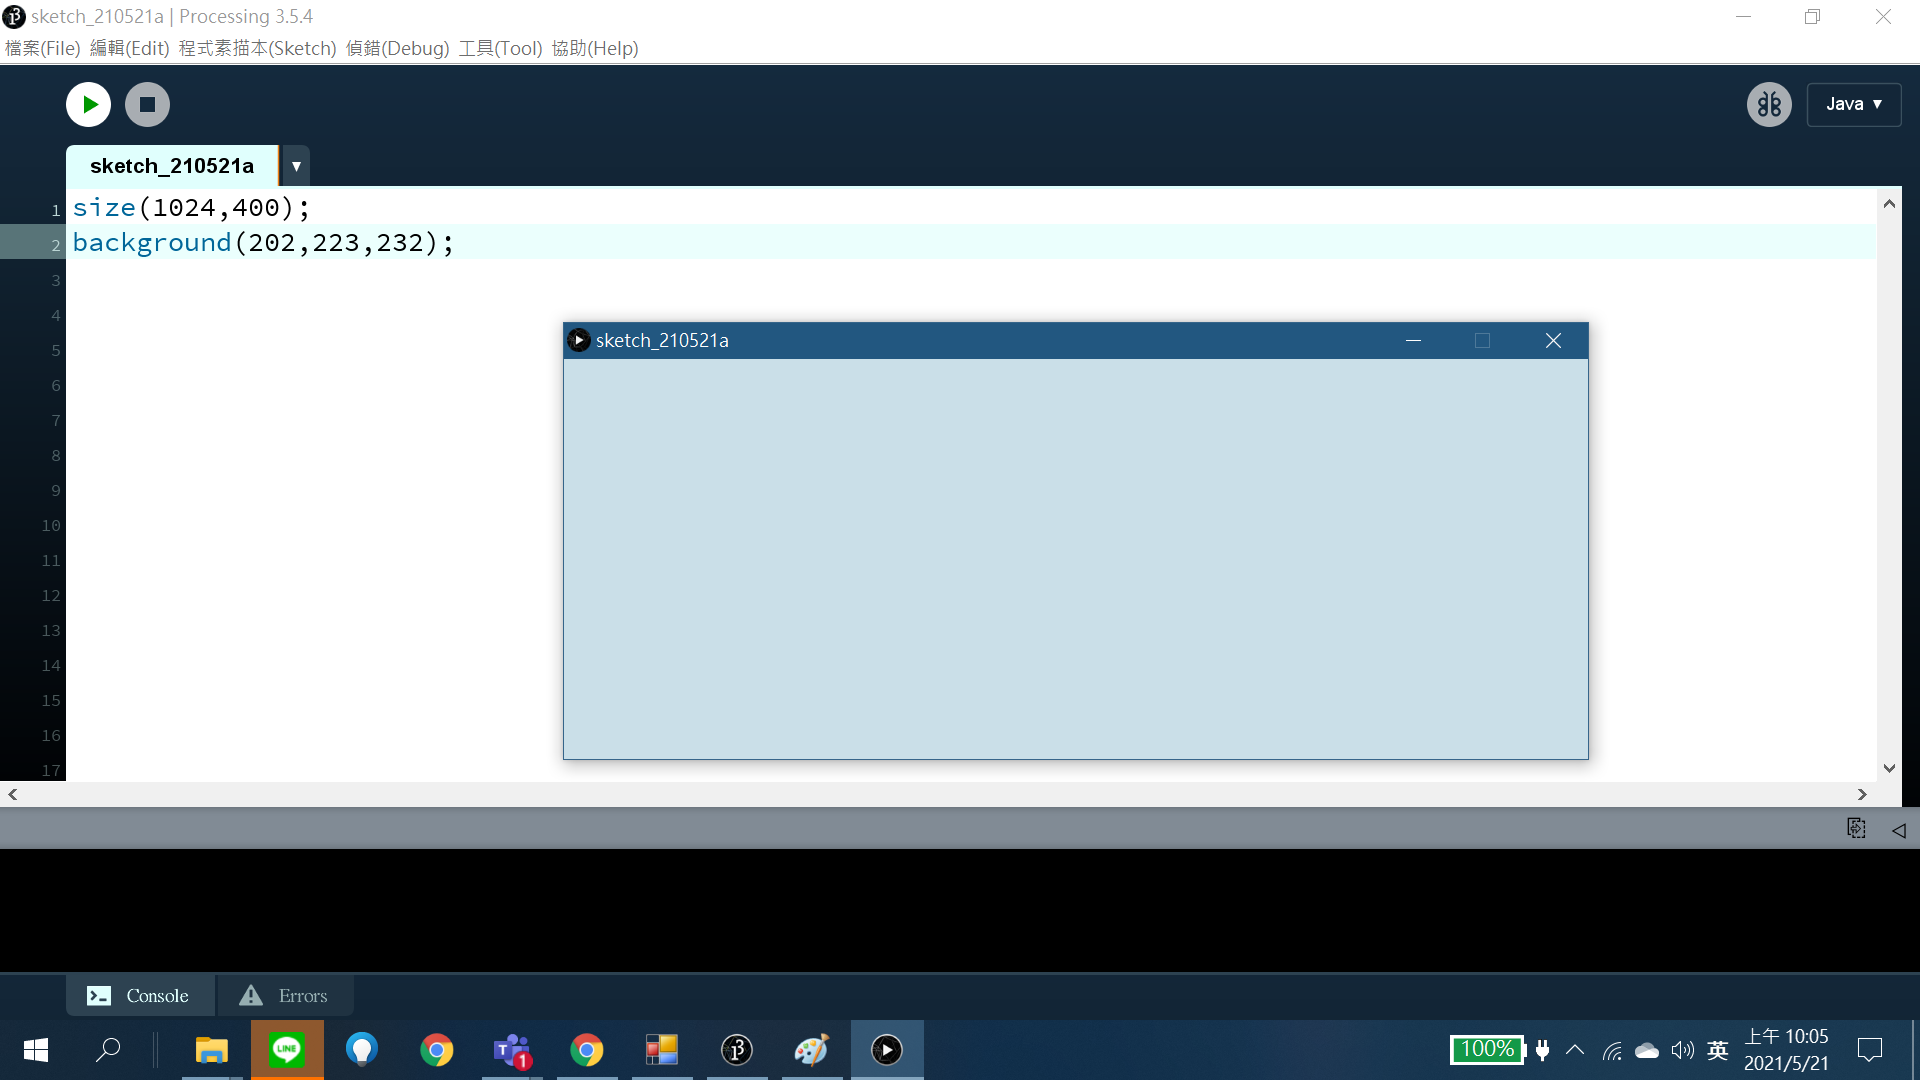 sketch_210521a | Processing 3.5.4
檔案(File) 編輯(Edit) 程式素描本(Sketch) 偵錯(Debug) 工具(Tool) 協助(Help)
Java ▼
sketch_210521a ▼
1 size(1024,400);
2 background(202,223,232);
3
4
sketch_210521a
5
6
7
8
9
10
11
12
13
14
15
16
17
Console
Errors
LINE
T 1
100%
英
上午 10:05
2021/5/21